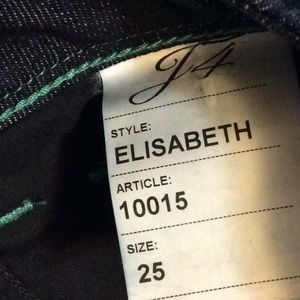 J4
STYLE:
ELISABETH
ARTICLE:
10015
SIZE:
25